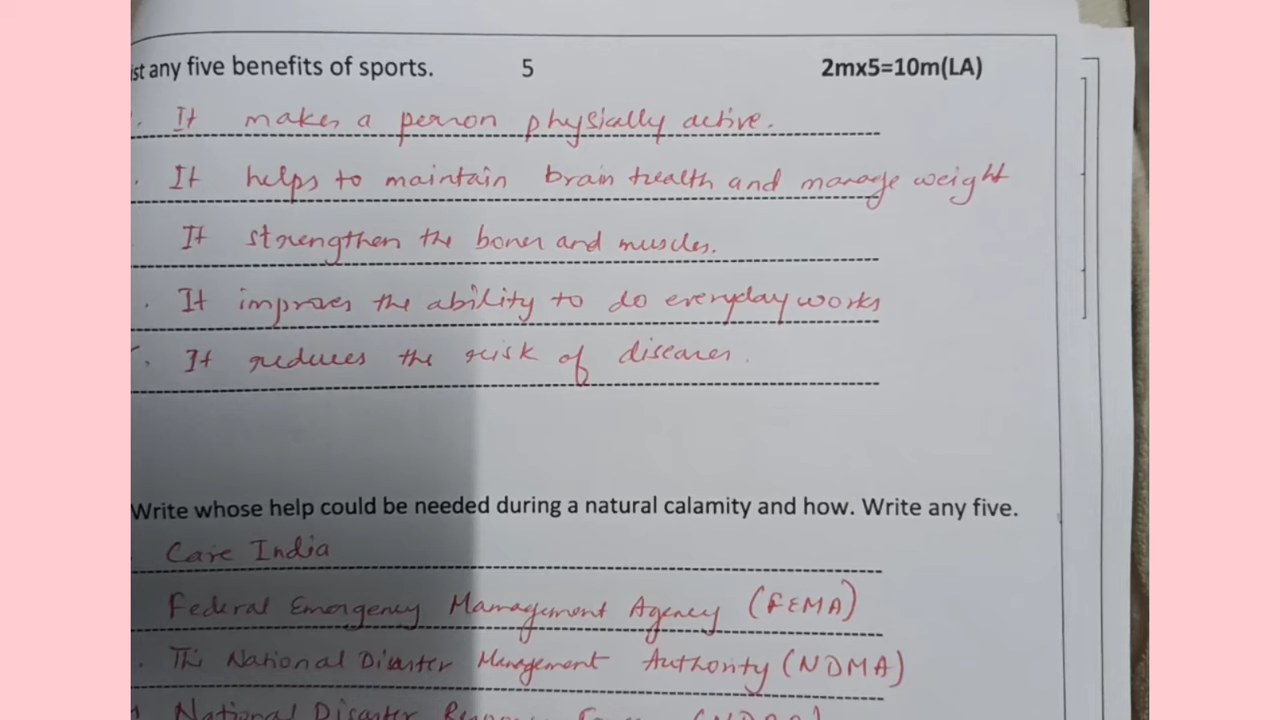 ist any five benefits of sports. 5 2mx5=10m(LA)
. It makes a person physically active.
. It helps to maintain brain health and manage weight
It strengthen the bones and muscles.
. It improves the ability to do everyday works
. It reduces the risk of diseases.
Write whose help could be needed during a natural calamity and how. Write any five.
Care India
Federal Emergency Mamagement Agency (FEMA)
. The National Disaster Management Authority (NDMA)
National Disaster